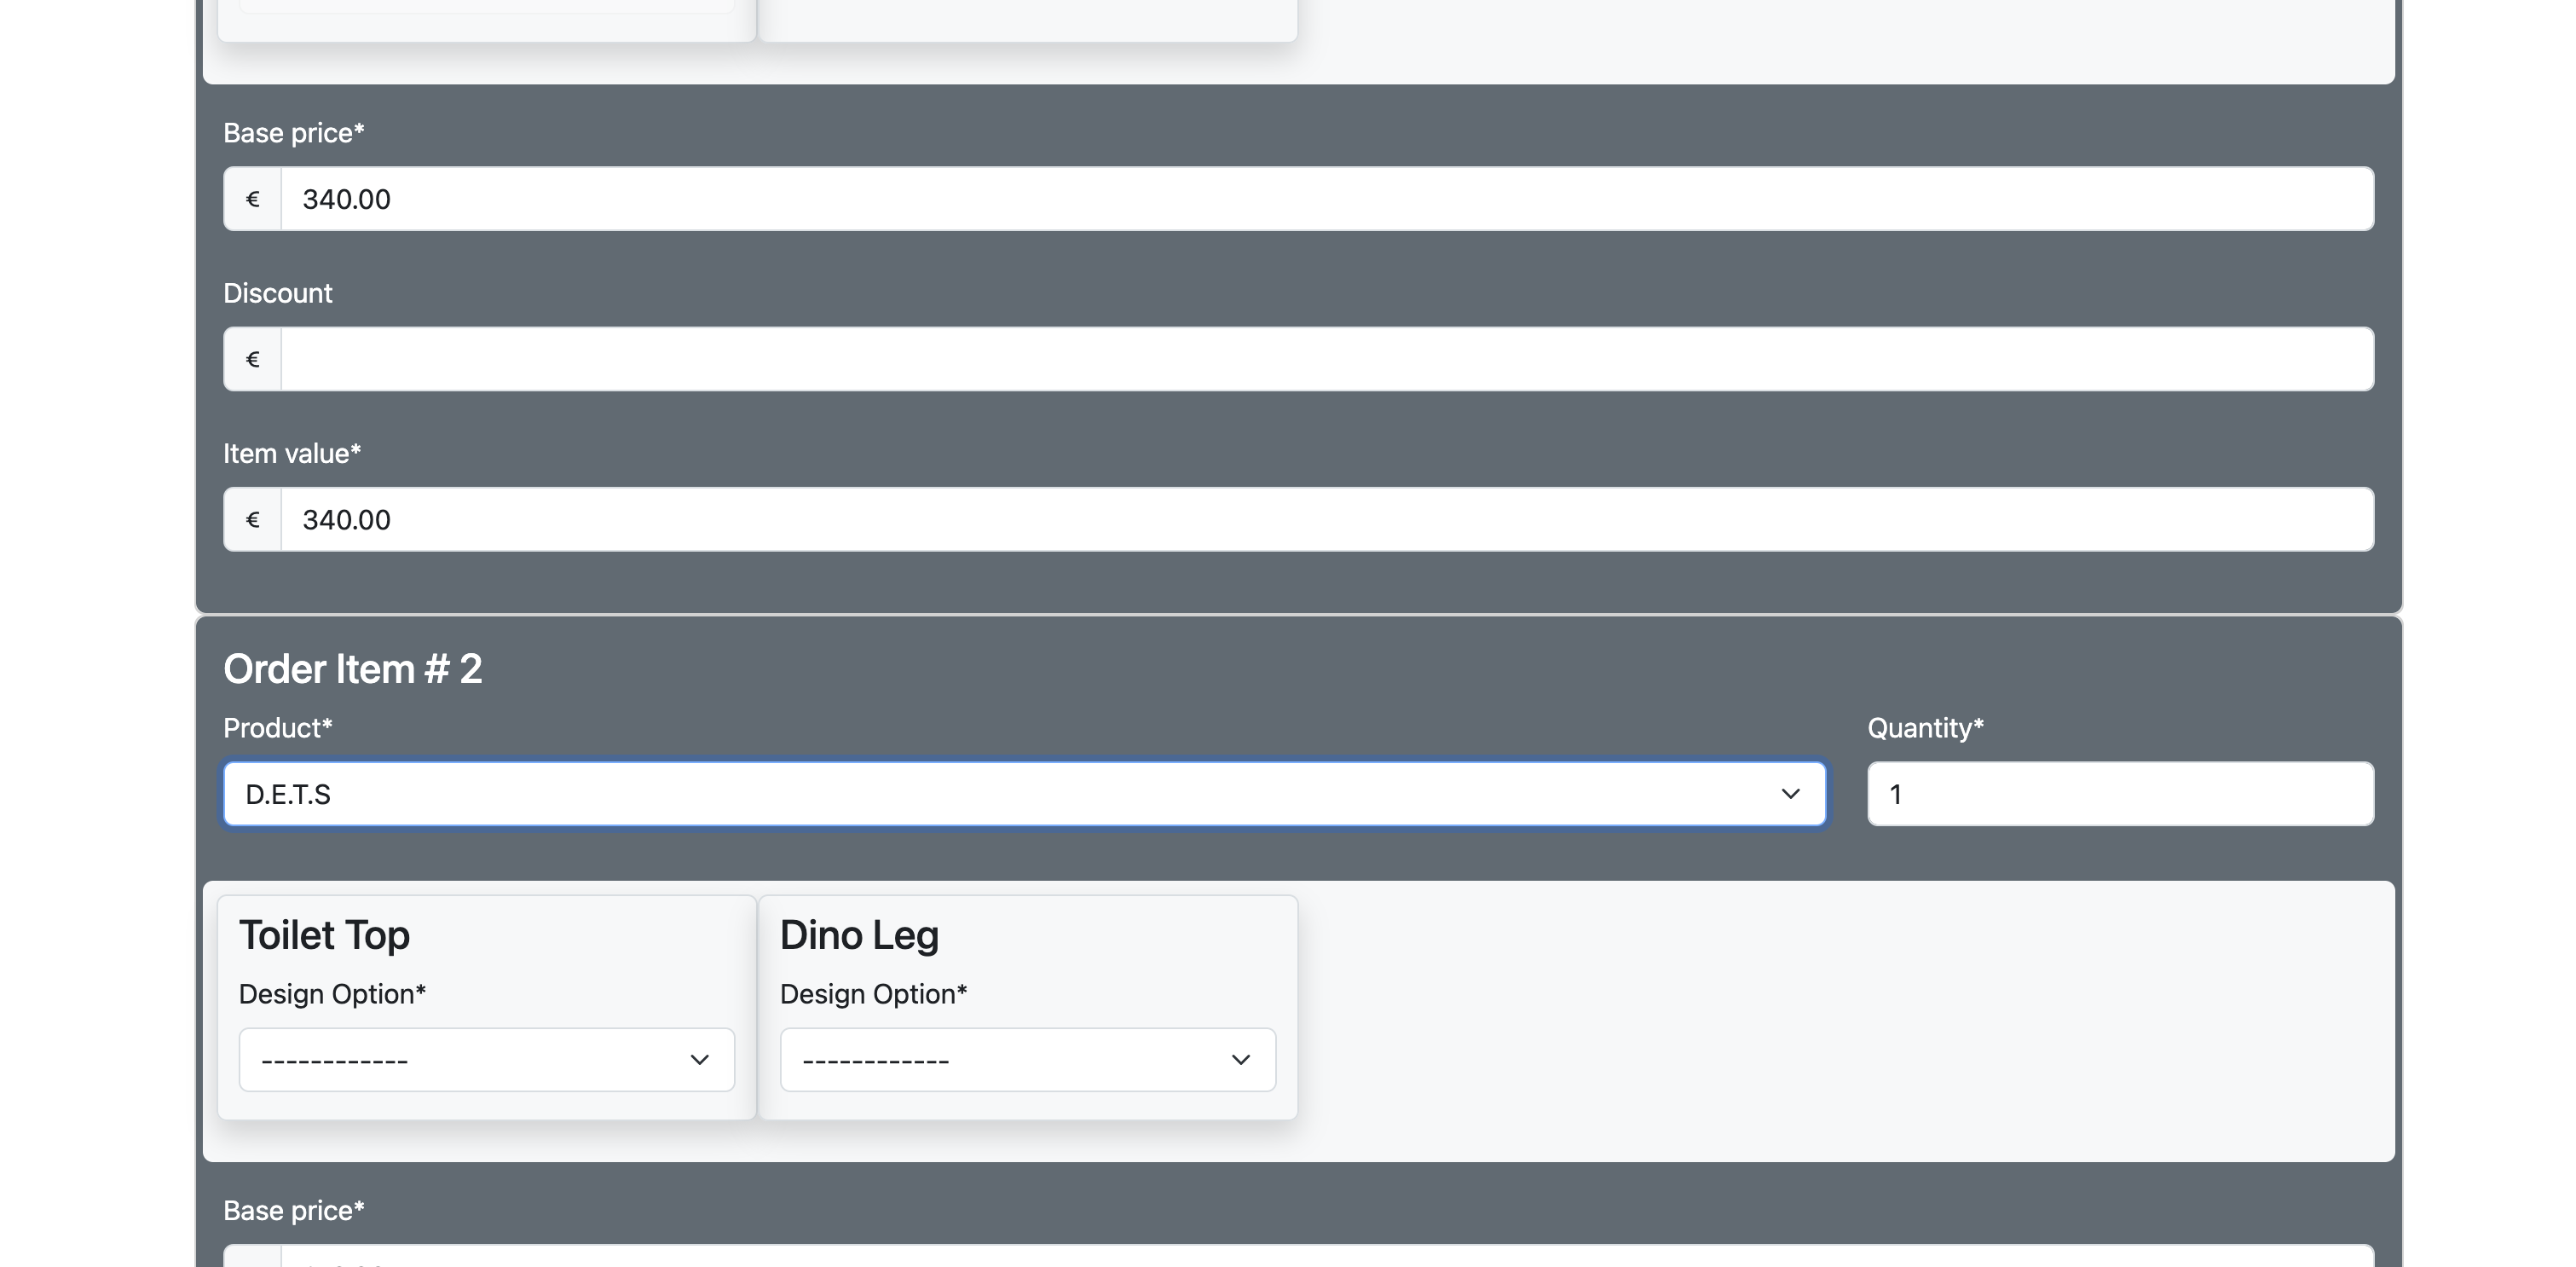 Base price*
€ 340.00
Discount
€
Item value*
€ 340.00
Order Item # 2
Product* Quantity*
D.E.T.S 1
Toilet Top Dino Leg
Design Option* Design Option*
------------ ------------
Base price*